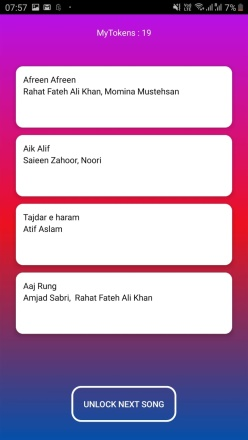 07:57
7%
MyTokens : 19
Afreen Afreen
Rahat Fateh Ali Khan, Momina Mustehsan
Aik Alif
Saieen Zahoor, Noori
Tajdar e haram
Atif Aslam
Aaj Rung
Amjad Sabri,  Rahat Fateh Ali Khan
UNLOCK NEXT SONG